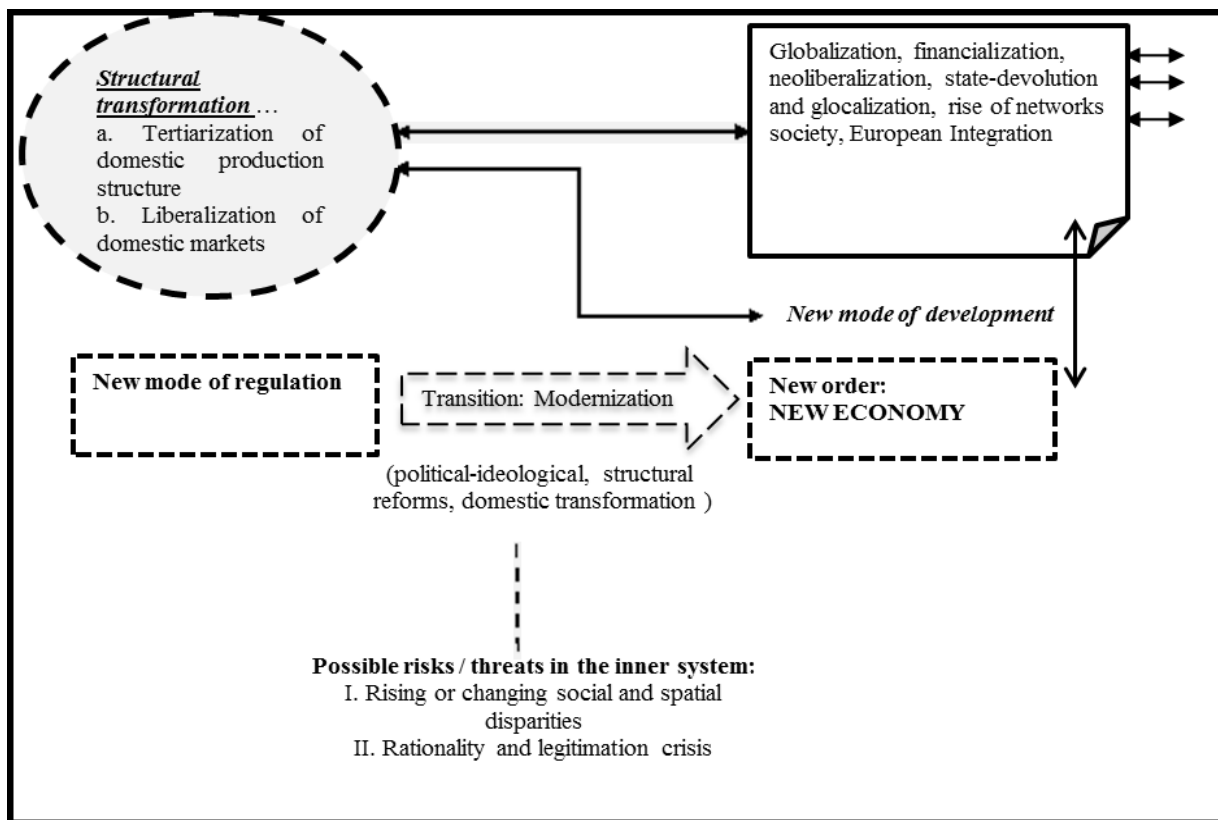 Structural
transformation ...
a. Tertiarization of
domestic production
structure
b. Liberalization of
domestic markets
Globalization, financialization,
neoliberalization, state-devolution
and glocalization, rise of networks
society, European Integration
New mode of development
New mode of regulation
Transition: Modernization
New order:
NEW ECONOMY
(political-ideological, structural
reforms, domestic transformation )
Possible risks / threats in the inner system:
I. Rising or changing social and spatial
disparities
II. Rationality and legitimation crisis